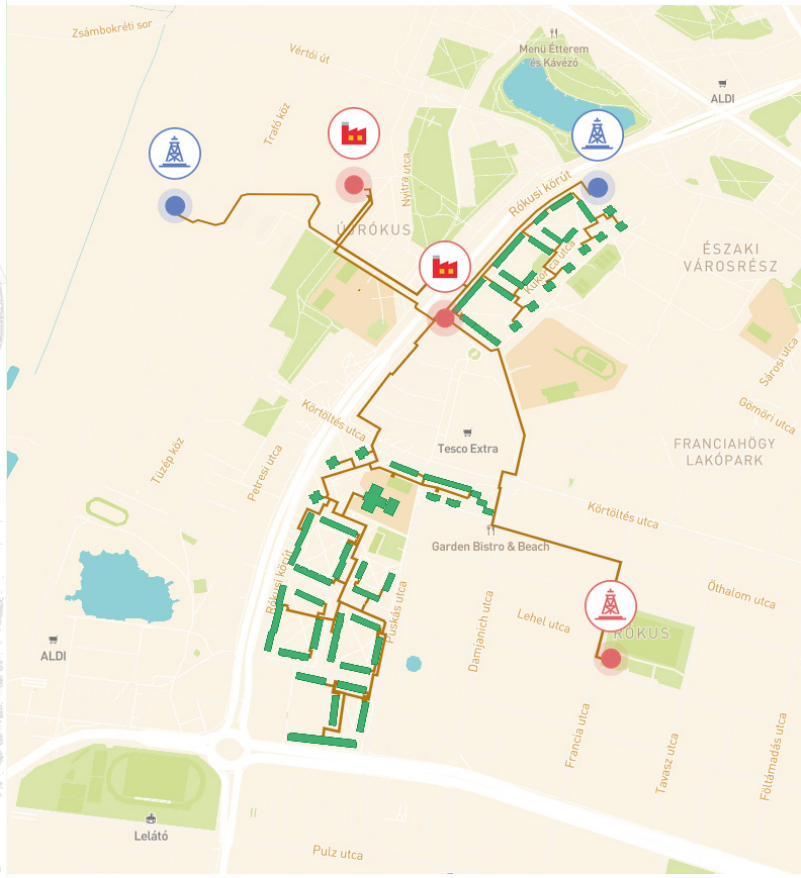 Zsámbokréti sor
Vértói út
Menü Étterem
és Kávézó
ALDI
Trafó köz
Nyitra utca
Rókusi körút
ÚJRÓKUS
Kukorica utca
ÉSZAKI
VÁROSRÉSZ
Sárosi utca
Gömöri utca
Körtöltés utca
Tesco Extra
FRANCIAHÖGY
LAKÓPARK
Tüzép köz
Petresi utca
Körtöltés utca
Garden Bistro & Beach
Rókusi körút
Puskás utca
Damjanich utca
Lehel utca
RÓKUS
Öthalom utca
ALDI
Francia utca
Tavasz utca
Föltámadás utca
Lelátó
Pulz utca